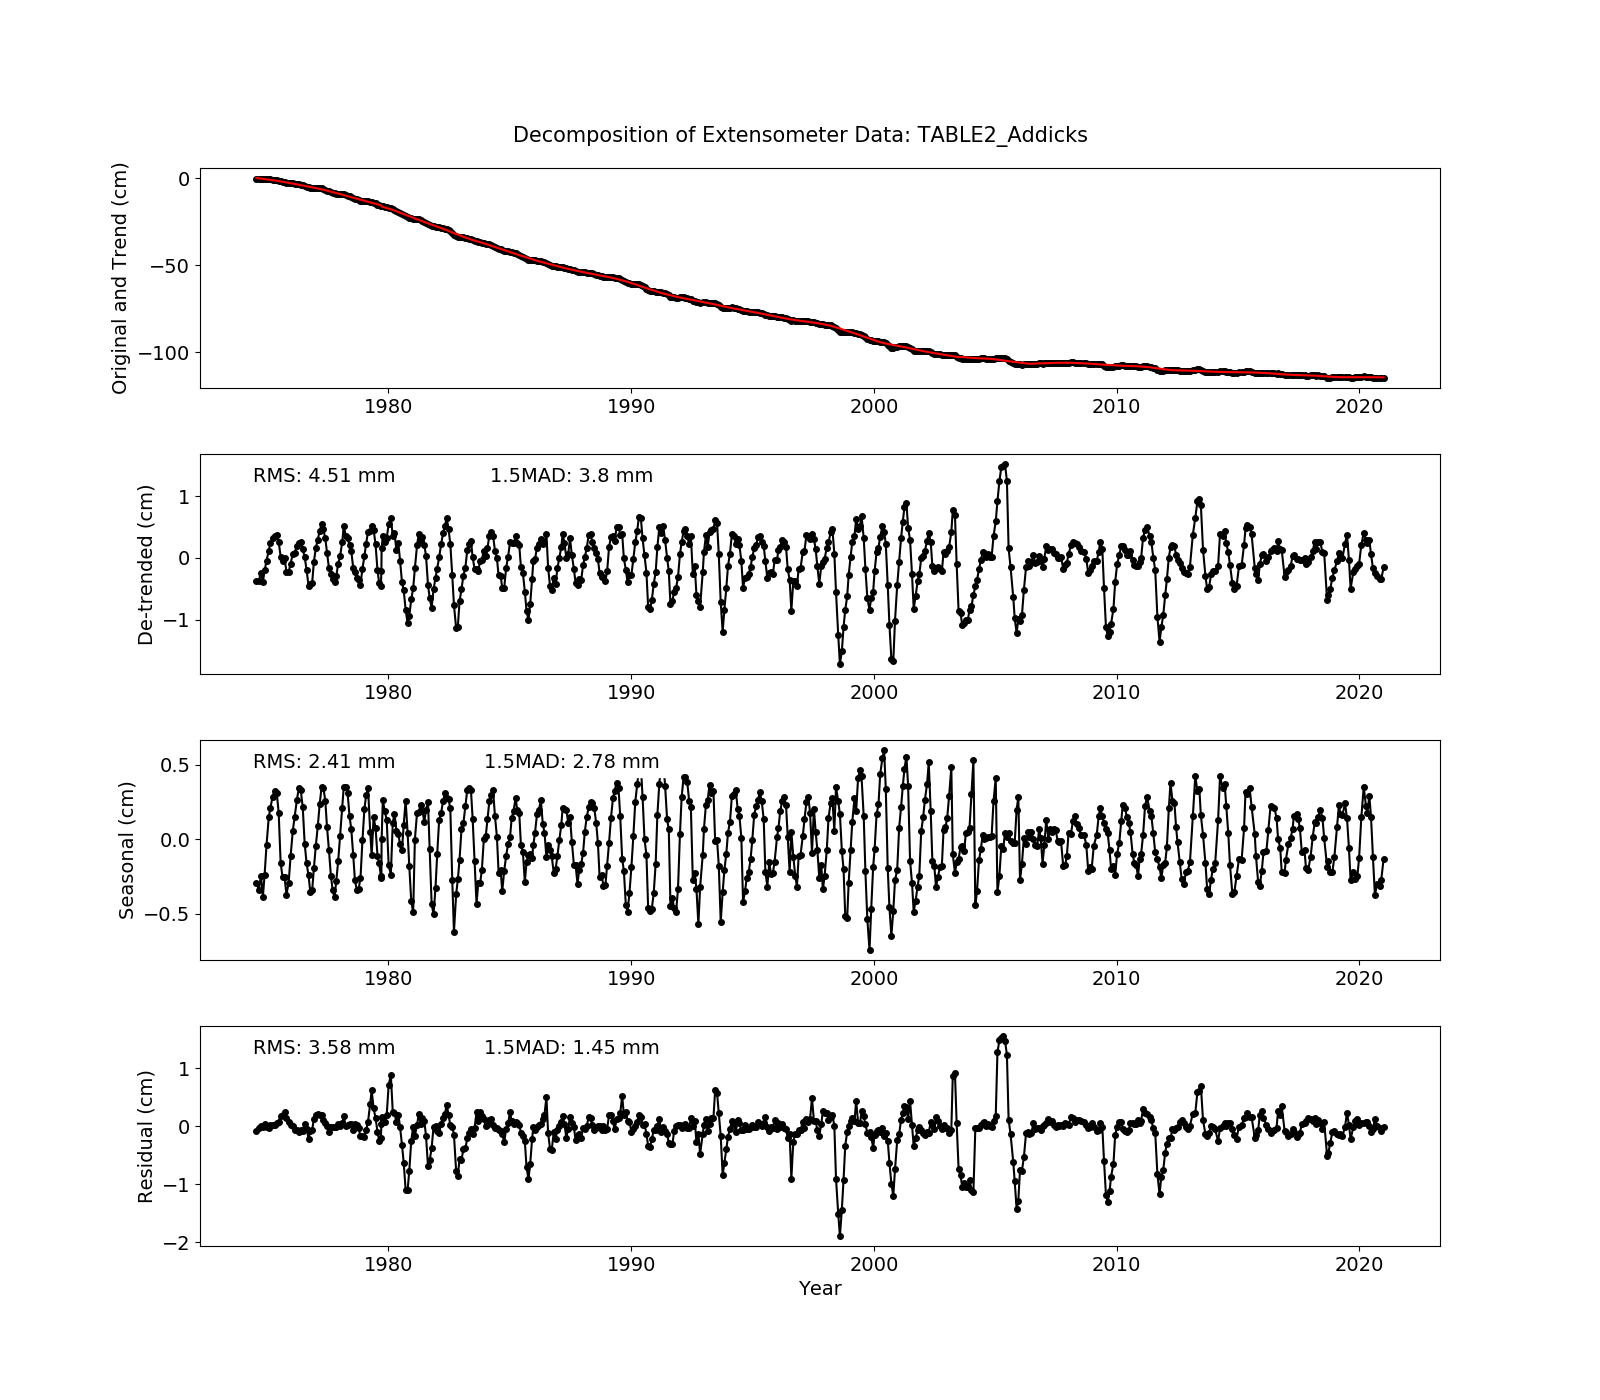 Decomposition of Extensometer Data: TABLE2_Addicks
Original and Trend (cm)
0
−50
−100
1980 1990 2000 2010 2020
De-trended (cm)
RMS: 4.51 mm 1.5MAD: 3.8 mm
1
0
−1
1980 1990 2000 2010 2020
Seasonal (cm)
RMS: 2.41 mm 1.5MAD: 2.78 mm
0.5
0.0
−0.5
1980 1990 2000 2010 2020
Residual (cm)
RMS: 3.58 mm 1.5MAD: 1.45 mm
1
0
−1
−2
1980 1990 2000 2010 2020
Year